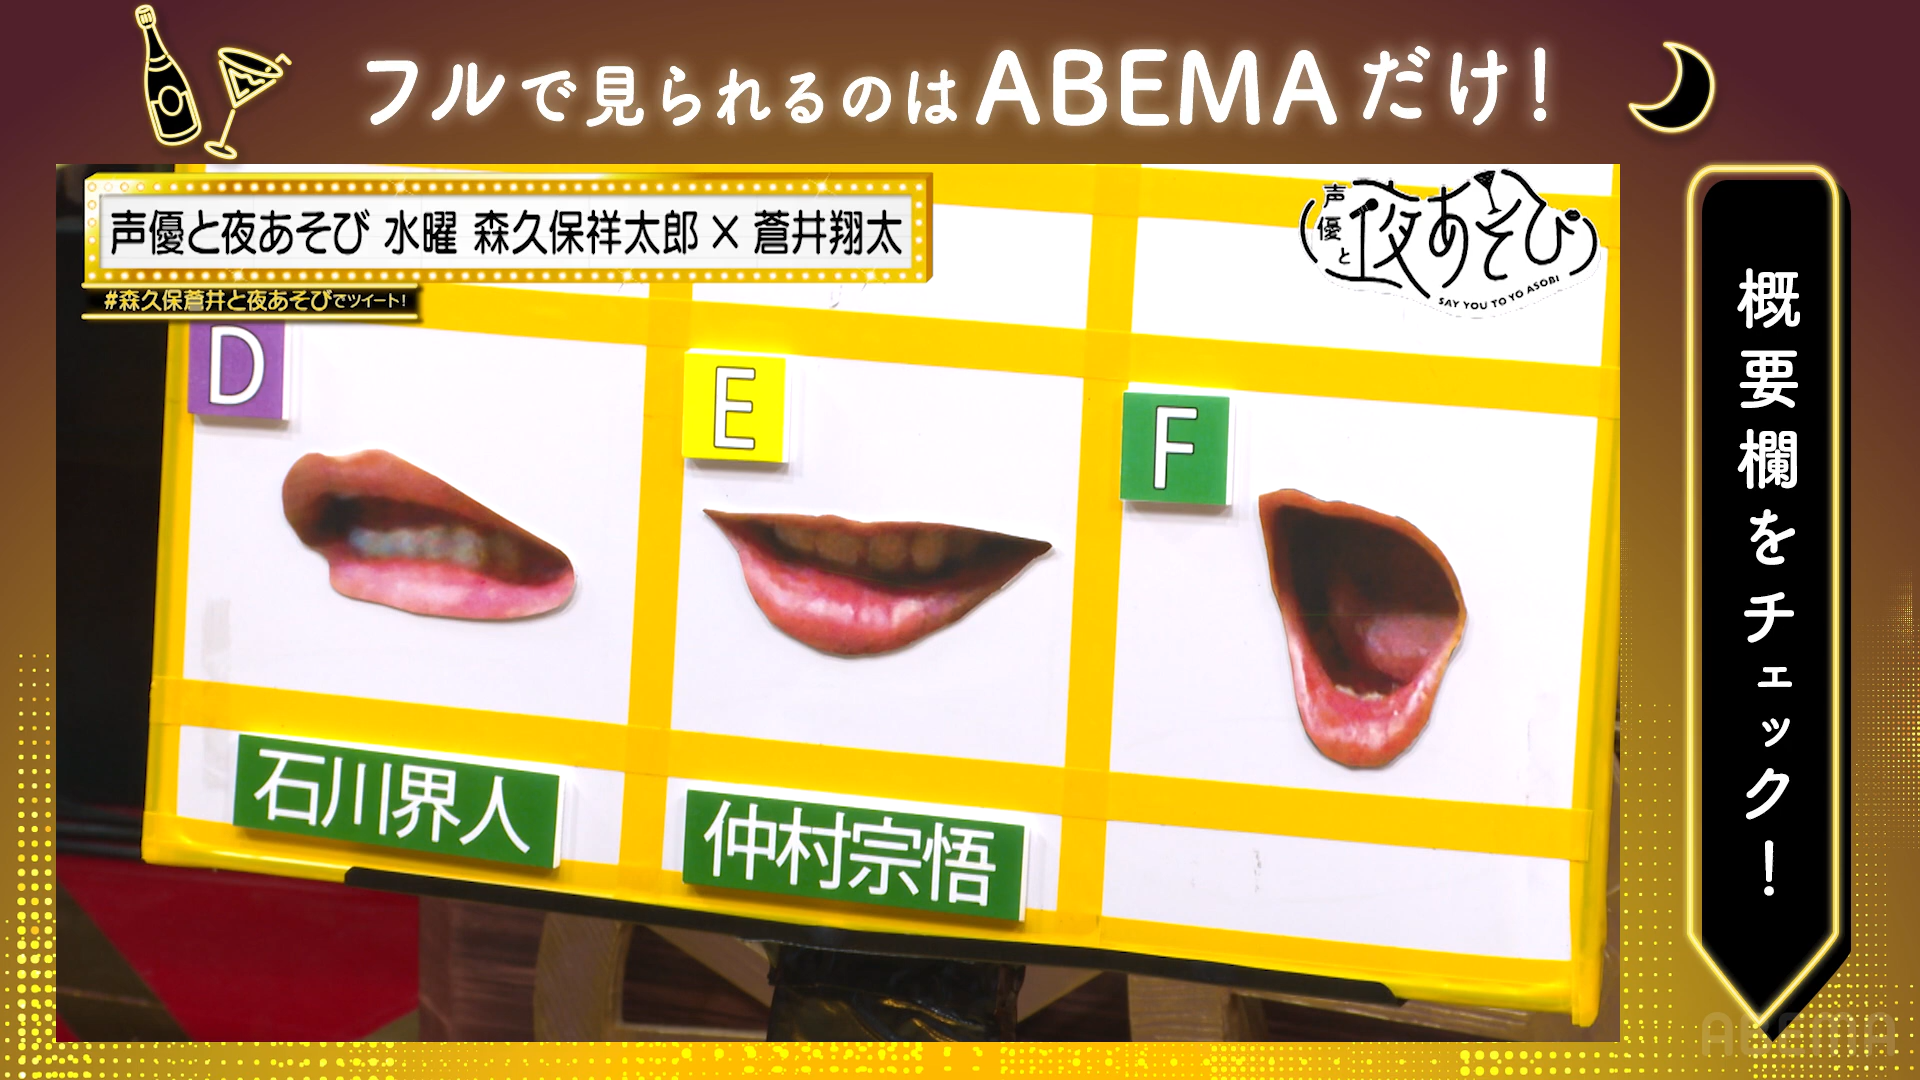 フルで見られるのはABEMAだけ!
声優と夜あそび 水曜 森久保祥太郎 × 蒼井翔太
#森久保蒼井と夜あそびでツイート!
声優と夜あそび
SAY YOU TO YO ASOBI
D
E
F
石川界人
仲村宗悟
概要欄をチェック!
ABEMA